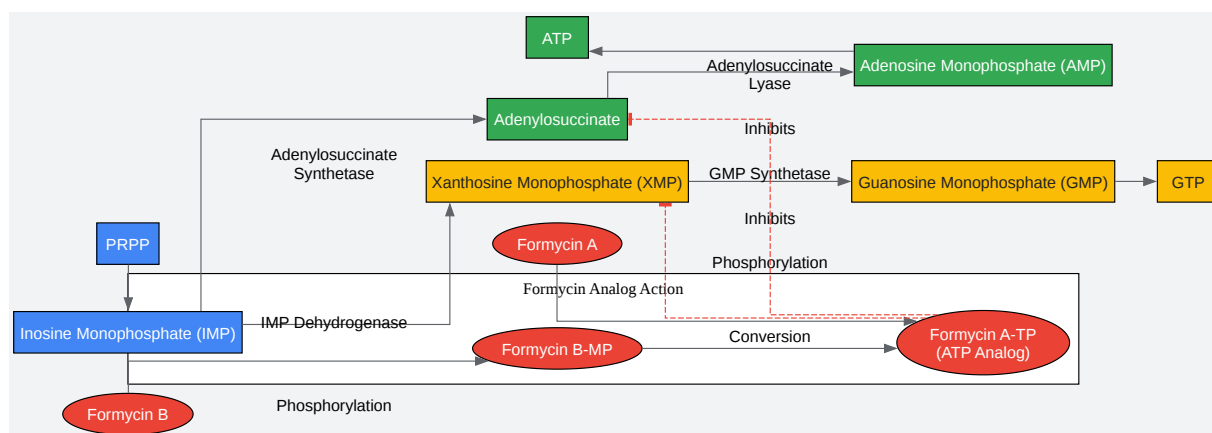 ATP
Adenylosuccinate
Lyase
Adenosine Monophosphate (AMP)
Adenylosuccinate
Inhibits
Adenylosuccinate
Synthetase
Xanthosine Monophosphate (XMP)
GMP Synthetase
Guanosine Monophosphate (GMP)
GTP
Inhibits
PRPP
Formycin A
Phosphorylation
Formycin Analog Action
Inosine Monophosphate (IMP)
IMP Dehydrogenase
Formycin B-MP
Conversion
Formycin A-TP
(ATP Analog)
Phosphorylation
Formycin B